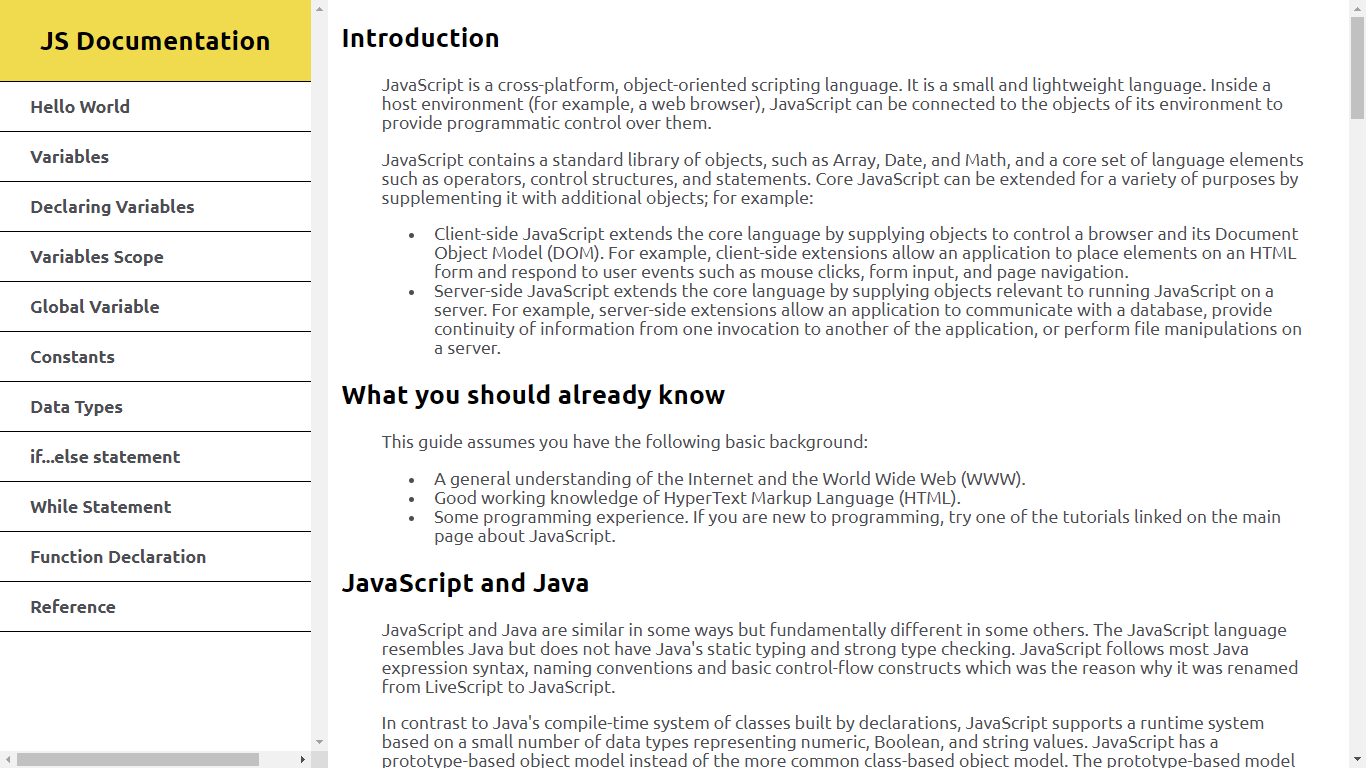 JS Documentation
Hello World
Variables
Declaring Variables
Variables Scope
Global Variable
Constants
Data Types
if...else statement
While Statement
Function Declaration
Reference
Introduction
JavaScript is a cross-platform, object-oriented scripting language. It is a small and lightweight language. Inside a
host environment (for example, a web browser), JavaScript can be connected to the objects of its environment to
provide programmatic control over them.
JavaScript contains a standard library of objects, such as Array, Date, and Math, and a core set of language elements
such as operators, control structures, and statements. Core JavaScript can be extended for a variety of purposes by
supplementing it with additional objects; for example:
• Client-side JavaScript extends the core language by supplying objects to control a browser and its Document
Object Model (DOM). For example, client-side extensions allow an application to place elements on an HTML
form and respond to user events such as mouse clicks, form input, and page navigation.
• Server-side JavaScript extends the core language by supplying objects relevant to running JavaScript on a
server. For example, server-side extensions allow an application to communicate with a database, provide
continuity of information from one invocation to another of the application, or perform file manipulations on
a server.
What you should already know
This guide assumes you have the following basic background:
• A general understanding of the Internet and the World Wide Web (WWW).
• Good working knowledge of HyperText Markup Language (HTML).
• Some programming experience. If you are new to programming, try one of the tutorials linked on the main
page about JavaScript.
JavaScript and Java
JavaScript and Java are similar in some ways but fundamentally different in some others. The JavaScript language
resembles Java but does not have Java's static typing and strong type checking. JavaScript follows most Java
expression syntax, naming conventions and basic control-flow constructs which was the reason why it was renamed
from LiveScript to JavaScript.
In contrast to Java's compile-time system of classes built by declarations, JavaScript supports a runtime system
based on a small number of data types representing numeric, Boolean, and string values. JavaScript has a
prototype-based object model instead of the more common class-based object model. The prototype-based model